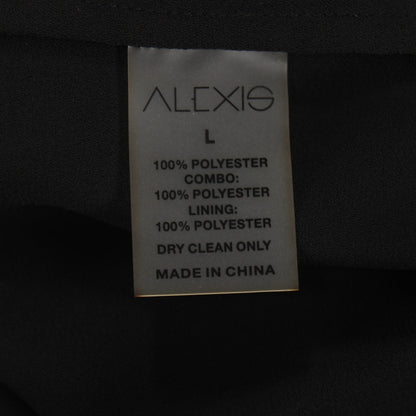 ALEXIS
L
100% POLYESTER
COMBO:
100% POLYESTER
LINING:
100% POLYESTER
DRY CLEAN ONLY
MADE IN CHINA